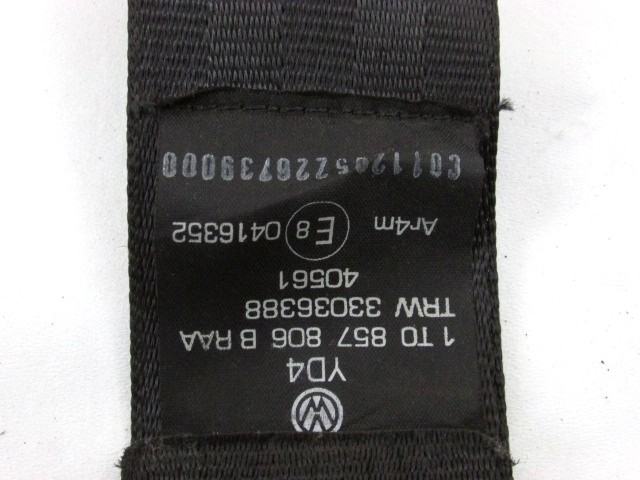 YD4
1T0 857 806 B RAA
TRW 33036388
40561
Ar4m E8 0416352